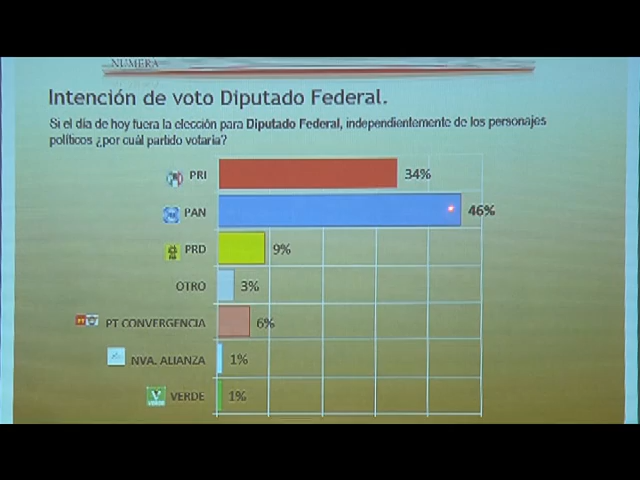 NUMERA
Intención de voto Diputado Federal.
Si el día de hoy fuera la elección para Diputado Federal, independientemente de los personajes
políticos ¿por cuál partido votaria?
PRI 34%
PAN 46%
PRD 9%
OTRO 3%
PT CONVERGENCIA 6%
NVA. ALIANZA 1%
VERDE 1%